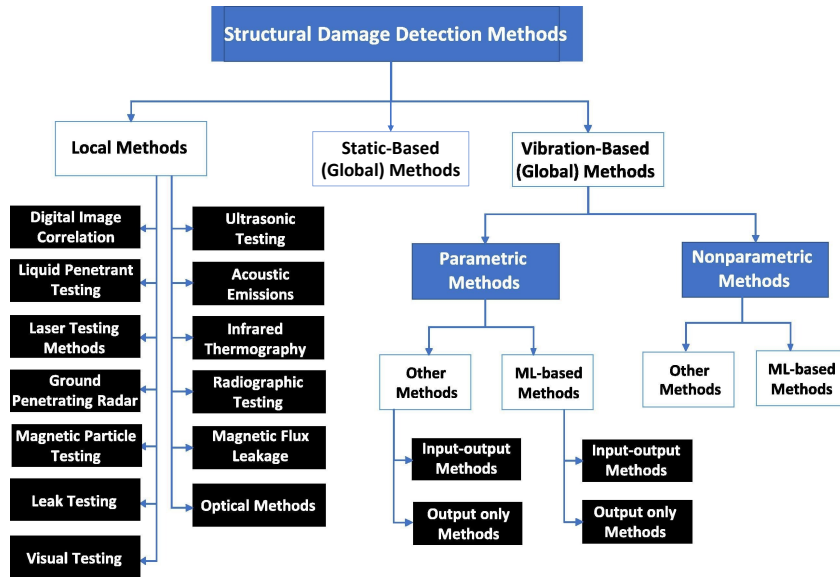 Structural Damage Detection Methods
Local Methods
Static-Based
(Global) Methods
Vibration-Based
(Global) Methods
Digital Image
Correlation
Liquid Penetrant
Testing
Laser Testing
Methods
Ground
Penetrating Radar
Magnetic Particle
Testing
Leak Testing
Visual Testing
Ultrasonic
Testing
Acoustic
Emissions
Infrared
Thermography
Radiographic
Testing
Magnetic Flux
Leakage
Optical Methods
Parametric
Methods
Nonparametric
Methods
Other
Methods
ML-based
Methods
Other
Methods
ML-based
Methods
Input-output
Methods
Output only
Methods
Input-output
Methods
Output only
Methods